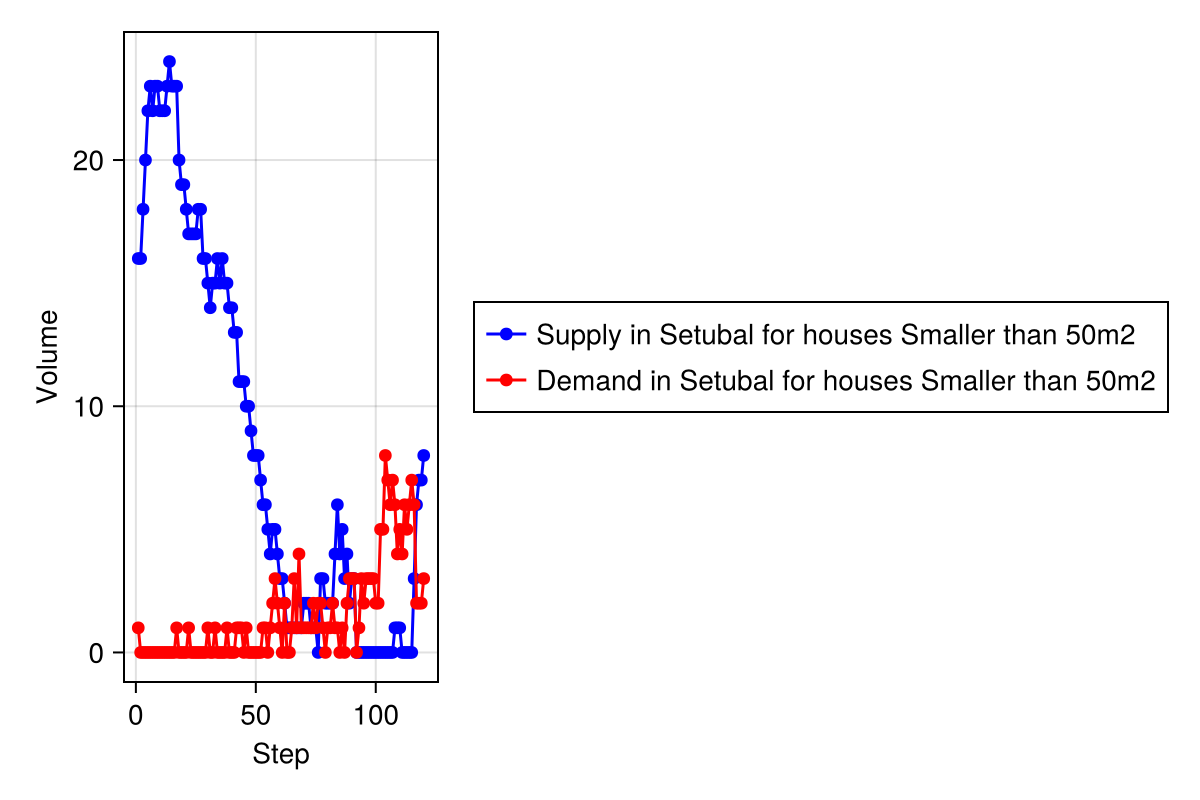 20
10
0
Volume
0 50 100
Step
Supply in Setubal for houses Smaller than 50m2
Demand in Setubal for houses Smaller than 50m2